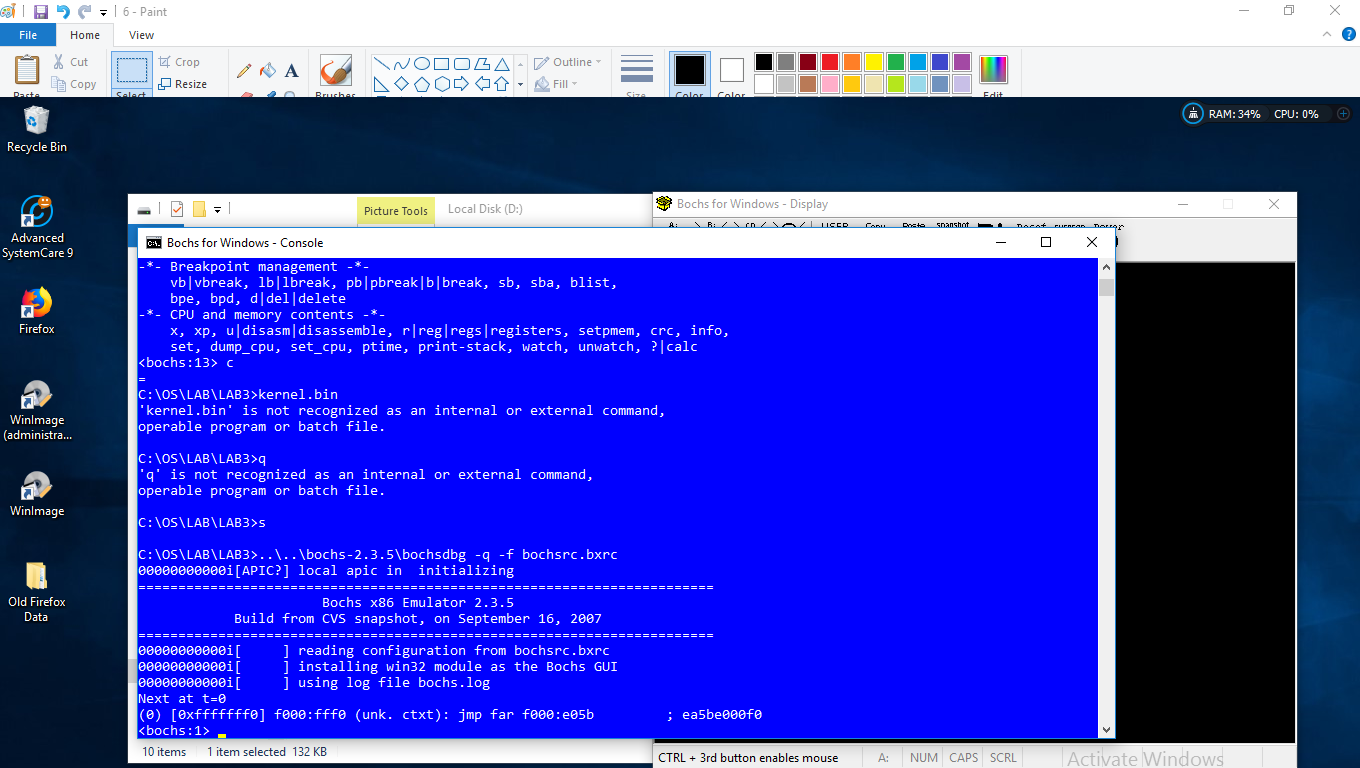 6 - Paint
File Home View
Cut
Copy
Paste
Select
Crop
Resize
Brushes
Outline
Fill
Size
Color
Color
Edit
RAM: 34% CPU: 0%
Recycle Bin
Advanced
SystemCare 9
Firefox
WinImage
(administra...
WinImage
Old Firefox
Data
Picture Tools Local Disk (D:)
Bochs for Windows - Display
A: B: CD USER Copy Paste snapshot Reset suspend Power
Bochs for Windows - Console
-*- Breakpoint management -*-
vb|vbreak, lb|lbreak, pb|pbreak|b|break, sb, sba, blist,
bpe, bpd, d|del|delete
-*- CPU and memory contents -*-
x, xp, u|disasm|disassemble, r|reg|regs|registers, setpmem, crc, info,
set, dump_cpu, set_cpu, ptime, print-stack, watch, unwatch, ?|calc
<bochs:13> c
=
C:\OS\LAB\LAB3>kernel.bin
'kernel.bin' is not recognized as an internal or external command,
operable program or batch file.
C:\OS\LAB\LAB3>q
'q' is not recognized as an internal or external command,
operable program or batch file.
C:\OS\LAB\LAB3>s
C:\OS\LAB\LAB3>..\..\bochs-2.3.5\bochsdbg -q -f bochsrc.bxrc
00000000000i[APIC?] local apic in  initializing
========================================================================
Bochs x86 Emulator 2.3.5
Build from CVS snapshot, on September 16, 2007
========================================================================
00000000000i[     ] reading configuration from bochsrc.bxrc
00000000000i[     ] installing win32 module as the Bochs GUI
00000000000i[     ] using log file bochs.log
Next at t=0
(0) [0xfffffff0] f000:fff0 (unk. ctxt): jmp far f000:e05b         ; ea5be000f0
<bochs:1>
10 items 1 item selected 132 KB
CTRL + 3rd button enables mouse A: NUM CAPS SCRL
Activate Windows